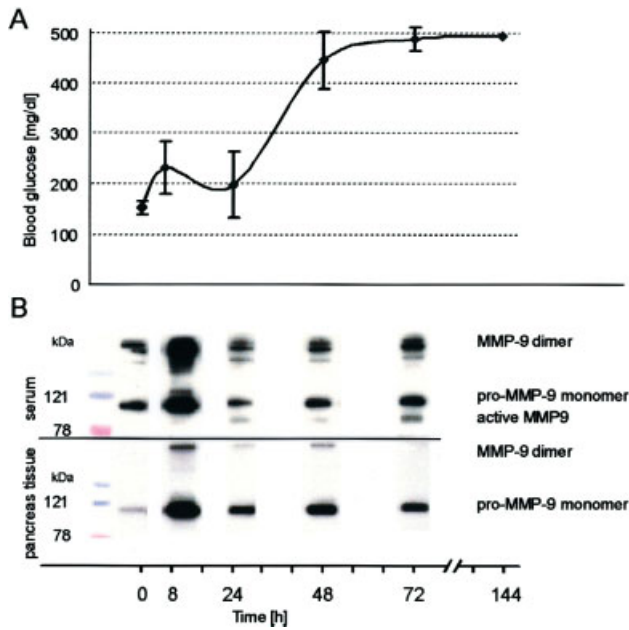 A
500
400
300
200
100
0
Blood glucose [mg/dl]
B
kDa
121
78
serum
MMP-9 dimer
pro-MMP-9 monomer
active MMP9
kDa
121
78
pancreas tissue
MMP-9 dimer
pro-MMP-9 monomer
0 8 24 48 72 144
Time [h]